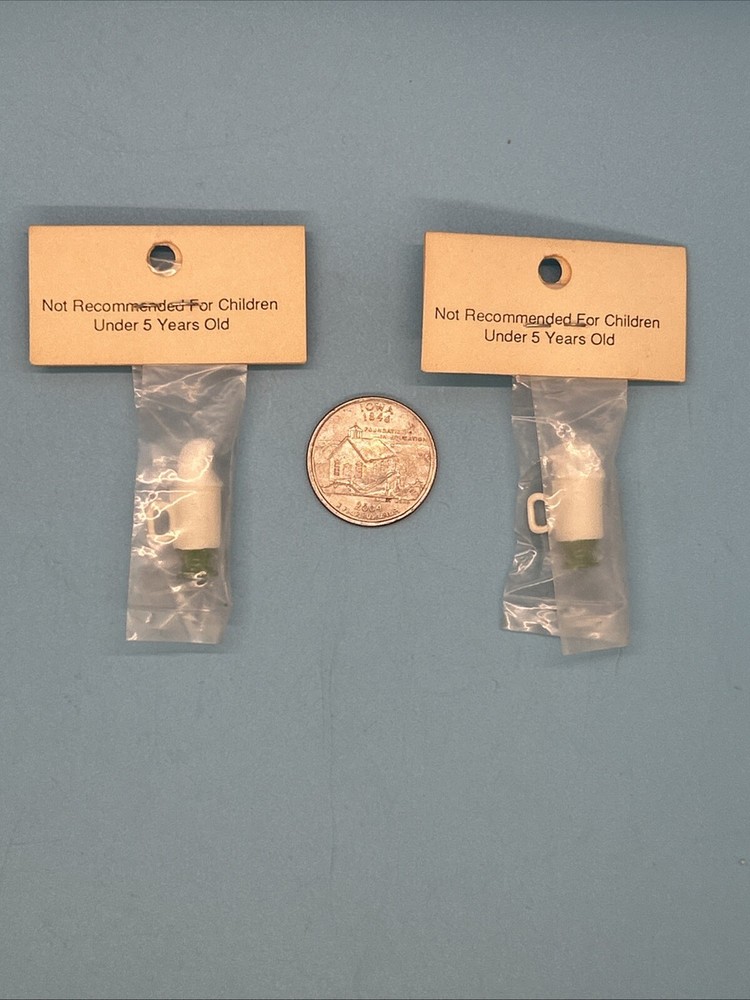 Not Recommended For Children
Under 5 Years Old
IOWA
1846
FOUNDATION
IN EDUCATION
2004
Not Recommended For Children
Under 5 Years Old